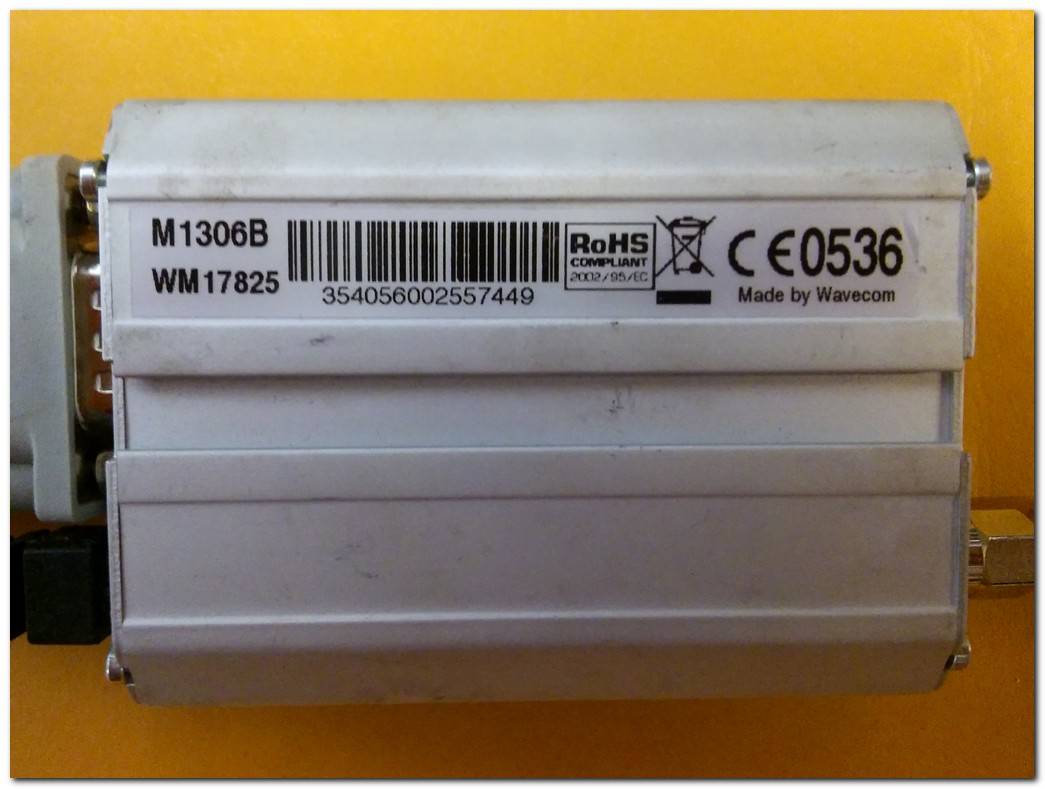 M1306B
WM17825
354056002557449
RoHS
COMPLIANT
2002/95/EC
CE0536
Made by Wavecom